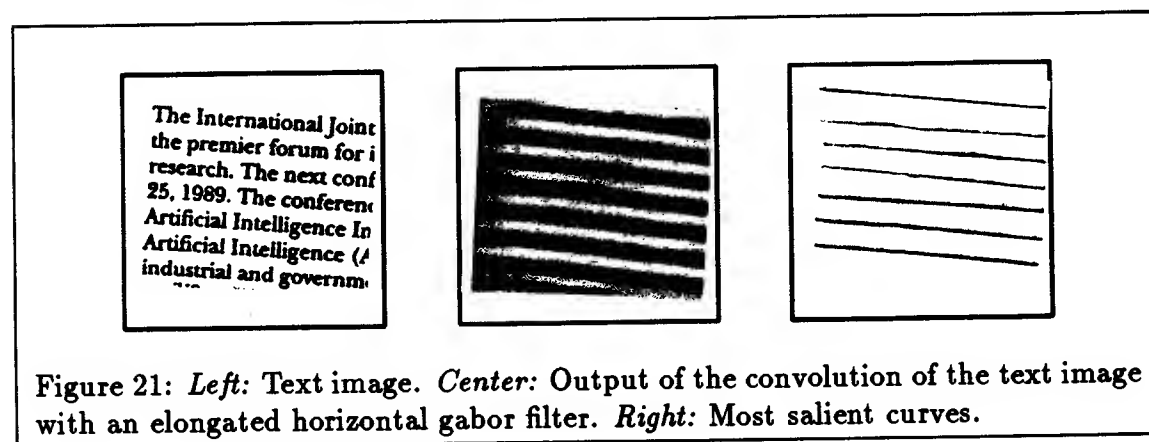 The International Joint
the premier forum for i
research. The next conf
25, 1989. The conferenc
Artificial Intelligence In
Artificial Intelligence (A
industrial and governm
Figure 21: Left: Text image. Center: Output of the convolution of the text image
with an elongated horizontal gabor filter. Right: Most salient curves.